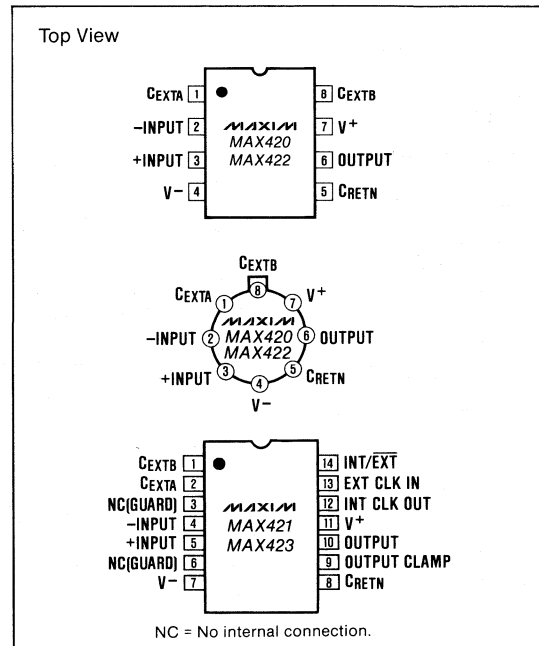 Top View
CEXTA 1 8 CEXTB
-INPUT 2 MAXIM 7 V+
+INPUT 3 MAX420 6 OUTPUT
V- 4 MAX422 5 CRETN
CEXTB
CEXTA 1 8 7 V+
MAXIM
-INPUT 2 MAX420 6 OUTPUT
MAX422
+INPUT 3 4 5 CRETN
V-
CEXTB 1 14 INT/EXT
CEXTA 2 13 EXT CLK IN
NC(GUARD) 3 MAXIM 12 INT CLK OUT
-INPUT 4 MAX421 11 V+
+INPUT 5 MAX423 10 OUTPUT
NC(GUARD) 6 9 OUTPUT CLAMP
V- 7 8 CRETN
NC = No internal connection.